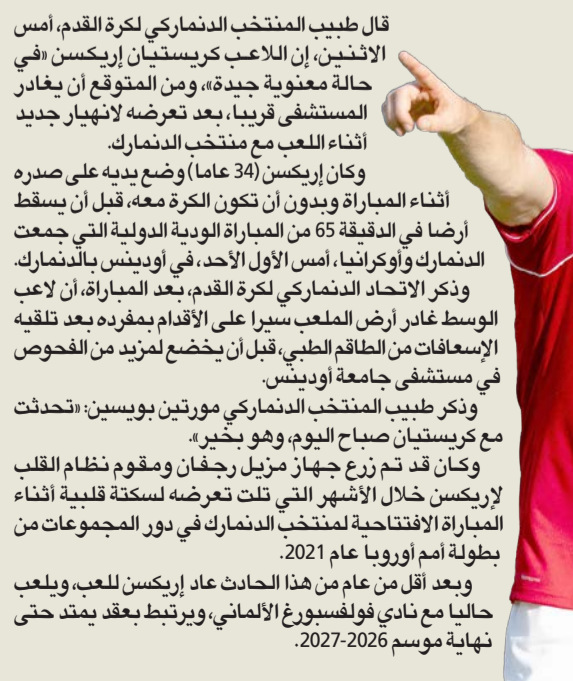 قال طبيب المنتخب الدنماركي لكرة القدم، أمس
الاثنين، إن اللاعب كريستيان إريكسن «في
حالة معنوية جيدة»، ومن المتوقع أن يغادر
المستشفى قريبا، بعد تعرضه لانهيار جديد
أثناء اللعب مع منتخب الدنمارك.
وكان إريكسن (34 عاما) وضع يديه على صدره
أثناء المباراة وبدون أن تكون الكرة معه، قبل أن يسقط
أرضا في الدقيقة 65 من المباراة الودية الدولية التي جمعت
الدنمارك وأوكرانيا، أمس الأول الأحد، في أودينس بالدنمارك.
وذكر الاتحاد الدنماركي لكرة القدم، بعد المباراة، أن لاعب
الوسط غادر أرض الملعب سيرا على الأقدام بمفرده بعد تلقيه
الإسعافات من الطاقم الطبي، قبل أن يخضع لمزيد من الفحوص
في مستشفى جامعة أودينس.
وذكر طبيب المنتخب الدنماركي مورتين بويسين: «تحدثت
مع كريستيان صباح اليوم، وهو بخير».
وكان قد تم زرع جهاز مزيل رجفان ومقوم نظام القلب
لإريكسن خلال الأشهر التي تلت تعرضه لسكتة قلبية أثناء
المباراة الافتتاحية لمنتخب الدنمارك في دور المجموعات من
بطولة أمم أوروبا عام 2021.
وبعد أقل من عام من هذا الحادث عاد إريكسن للعب، ويلعب
حاليا مع نادي فولفسبورغ الألماني، ويرتبط بعقد يمتد حتى
نهاية موسم 2026-2027.